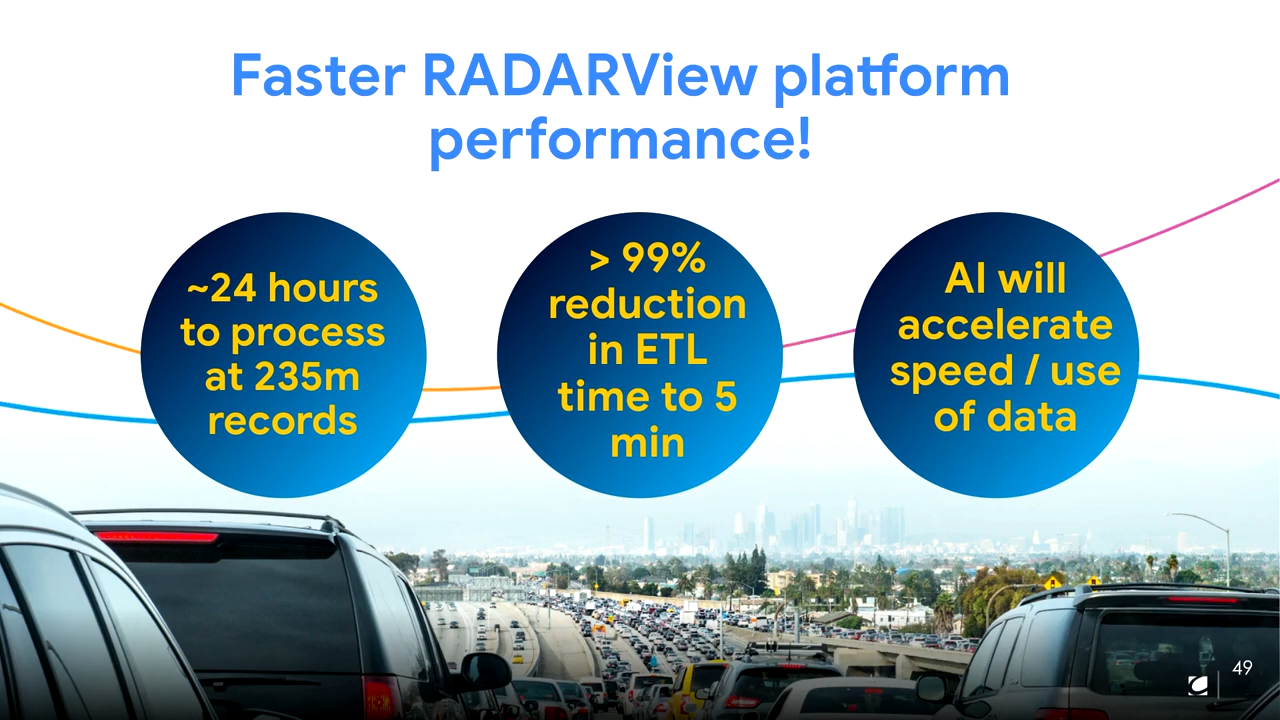 Faster RADARView platform
performance!
~24 hours
to process
at 235m
records
> 99%
reduction
in ETL
time to 5
min
AI will
accelerate
speed / use
of data
49